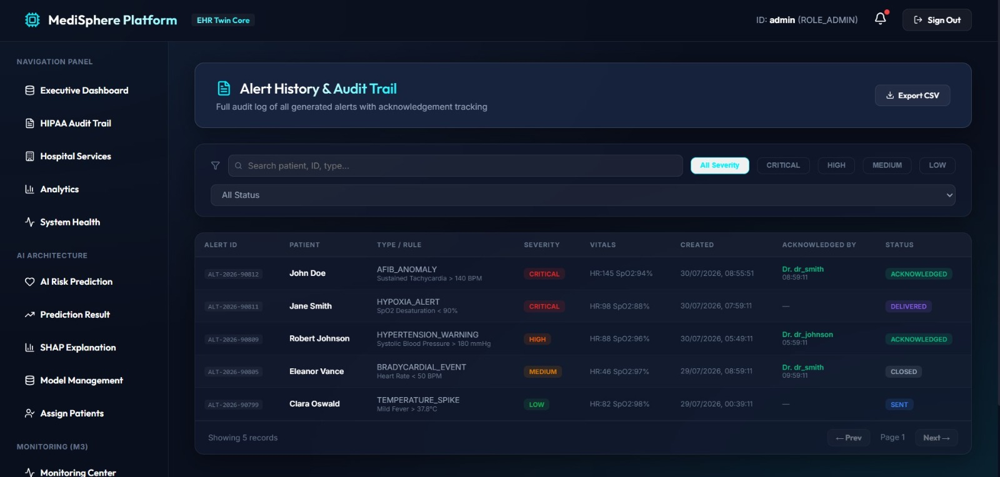 MediSphere Platform
EHR Twin Core
ID: admin (ROLE_ADMIN)
Sign Out
NAVIGATION PANEL
Executive Dashboard
HIPAA Audit Trail
Hospital Services
Analytics
System Health
AI ARCHITECTURE
AI Risk Prediction
Prediction Result
SHAP Explanation
Model Management
Assign Patients
MONITORING (M3)
Monitoring Center
Alert History & Audit Trail
Full audit log of all generated alerts with acknowledgement tracking
Export CSV
Search patient, ID, type...
All Severity
CRITICAL
HIGH
MEDIUM
LOW
All Status
ALERT ID PATIENT TYPE / RULE SEVERITY VITALS CREATED ACKNOWLEDGED BY STATUS
ALT-2026-90812 John Doe AFIB_ANOMALY CRITICAL HR:145 SpO2:94% 30/07/2026, 08:55:51 Dr. dr_smith ACKNOWLEDGED
Sustained Tachycardia > 140 BPM 08:59:11
ALT-2026-90811 Jane Smith HYPOXIA_ALERT CRITICAL HR:98 SpO2:88% 30/07/2026, 07:59:11 — DELIVERED
SpO2 Desaturation < 90%
ALT-2026-90809 Robert Johnson HYPERTENSION_WARNING HIGH HR:88 SpO2:96% 30/07/2026, 05:49:11 Dr. dr_johnson ACKNOWLEDGED
Systolic Blood Pressure > 180 mmHg 05:59:11
ALT-2026-90805 Eleanor Vance BRADYCARDIAL_EVENT MEDIUM HR:46 SpO2:97% 29/07/2026, 08:59:11 Dr. dr_smith CLOSED
Heart Rate < 50 BPM 09:59:11
ALT-2026-90799 Clara Oswald TEMPERATURE_SPIKE LOW HR:82 SpO2:98% 29/07/2026, 00:39:11 — SENT
Mild Fever > 37.8°C
Showing 5 records
← Prev
Page 1
Next →